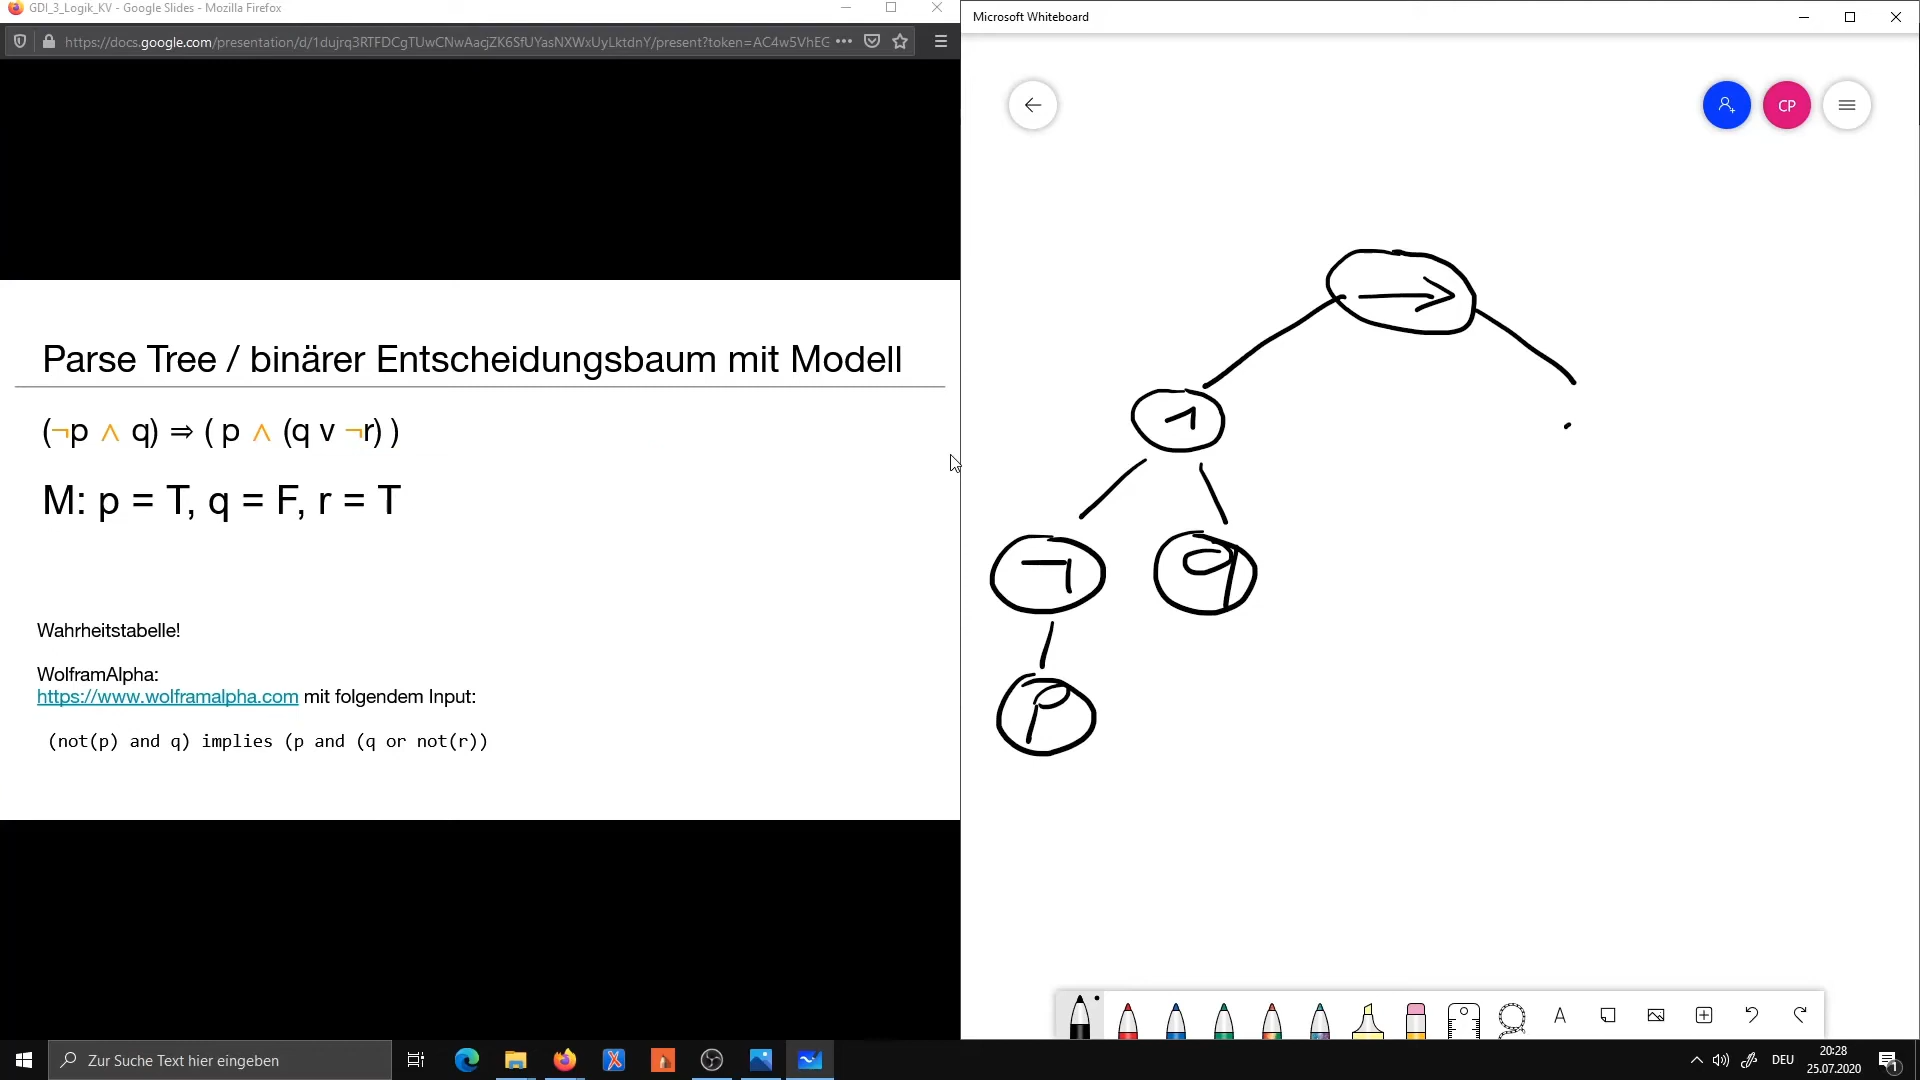 GDI_3_Logik_KV - Google Slides - Mozilla Firefox
https://docs.google.com/presentation/d/1dujrq3RTFDCgTUwCNwAacjZK6SfUYasNXWxUyLktdnY/present?token=AC4w5VhEG
Parse Tree / binärer Entscheidungsbaum mit Modell
(¬p ∧ q) ⇒ ( p ∧ (q v ¬r) )
M: p = T, q = F, r = T
Wahrheitstabelle!
WolframAlpha:
https://www.wolframalpha.com mit folgendem Input:
(not(p) and q) implies (p and (q or not(r))
Microsoft Whiteboard
CP
→
∧
¬ q
p
Zur Suche Text hier eingeben
DEU
20:28
25.07.2020
1